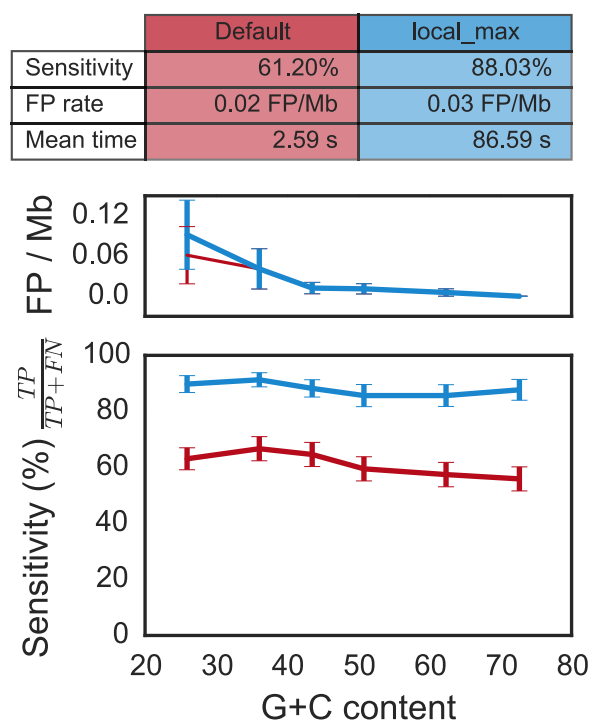 Default local_max
Sensitivity 61.20% 88.03%
FP rate 0.02 FP/Mb 0.03 FP/Mb
Mean time 2.59 s 86.59 s
FP / Mb
0.12
0.06
0.0
Sensitivity (%) TP/TP+FN
100
80
60
40
20
0
20 30 40 50 60 70 80
G+C content